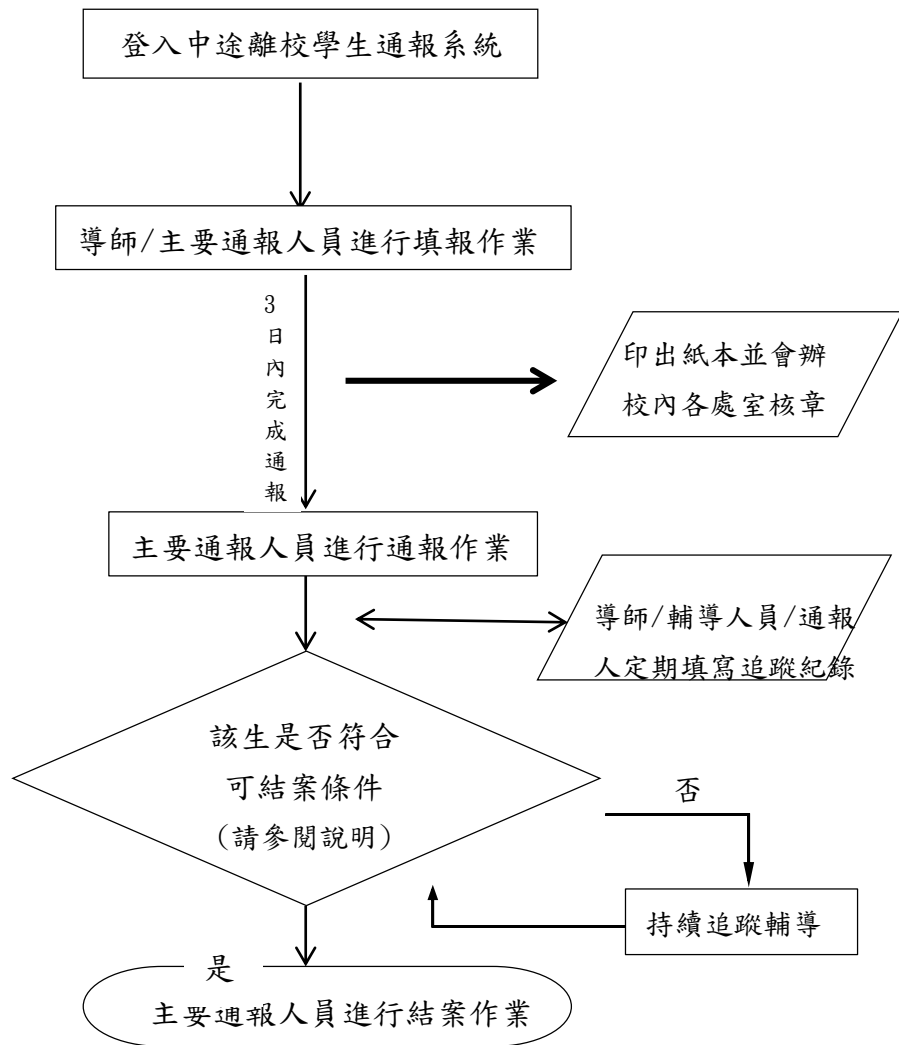 登入中途離校學生通報系統
導師/主要通報人員進行填報作業
3日內完成通報
印出紙本並會辦
校內各處室核章
主要通報人員進行通報作業
導師/輔導人員/通報
人定期填寫追蹤紀錄
該生是否符合
可結案條件
(請參閱說明)
否
持續追蹤輔導
是
主要通報人員進行結案作業